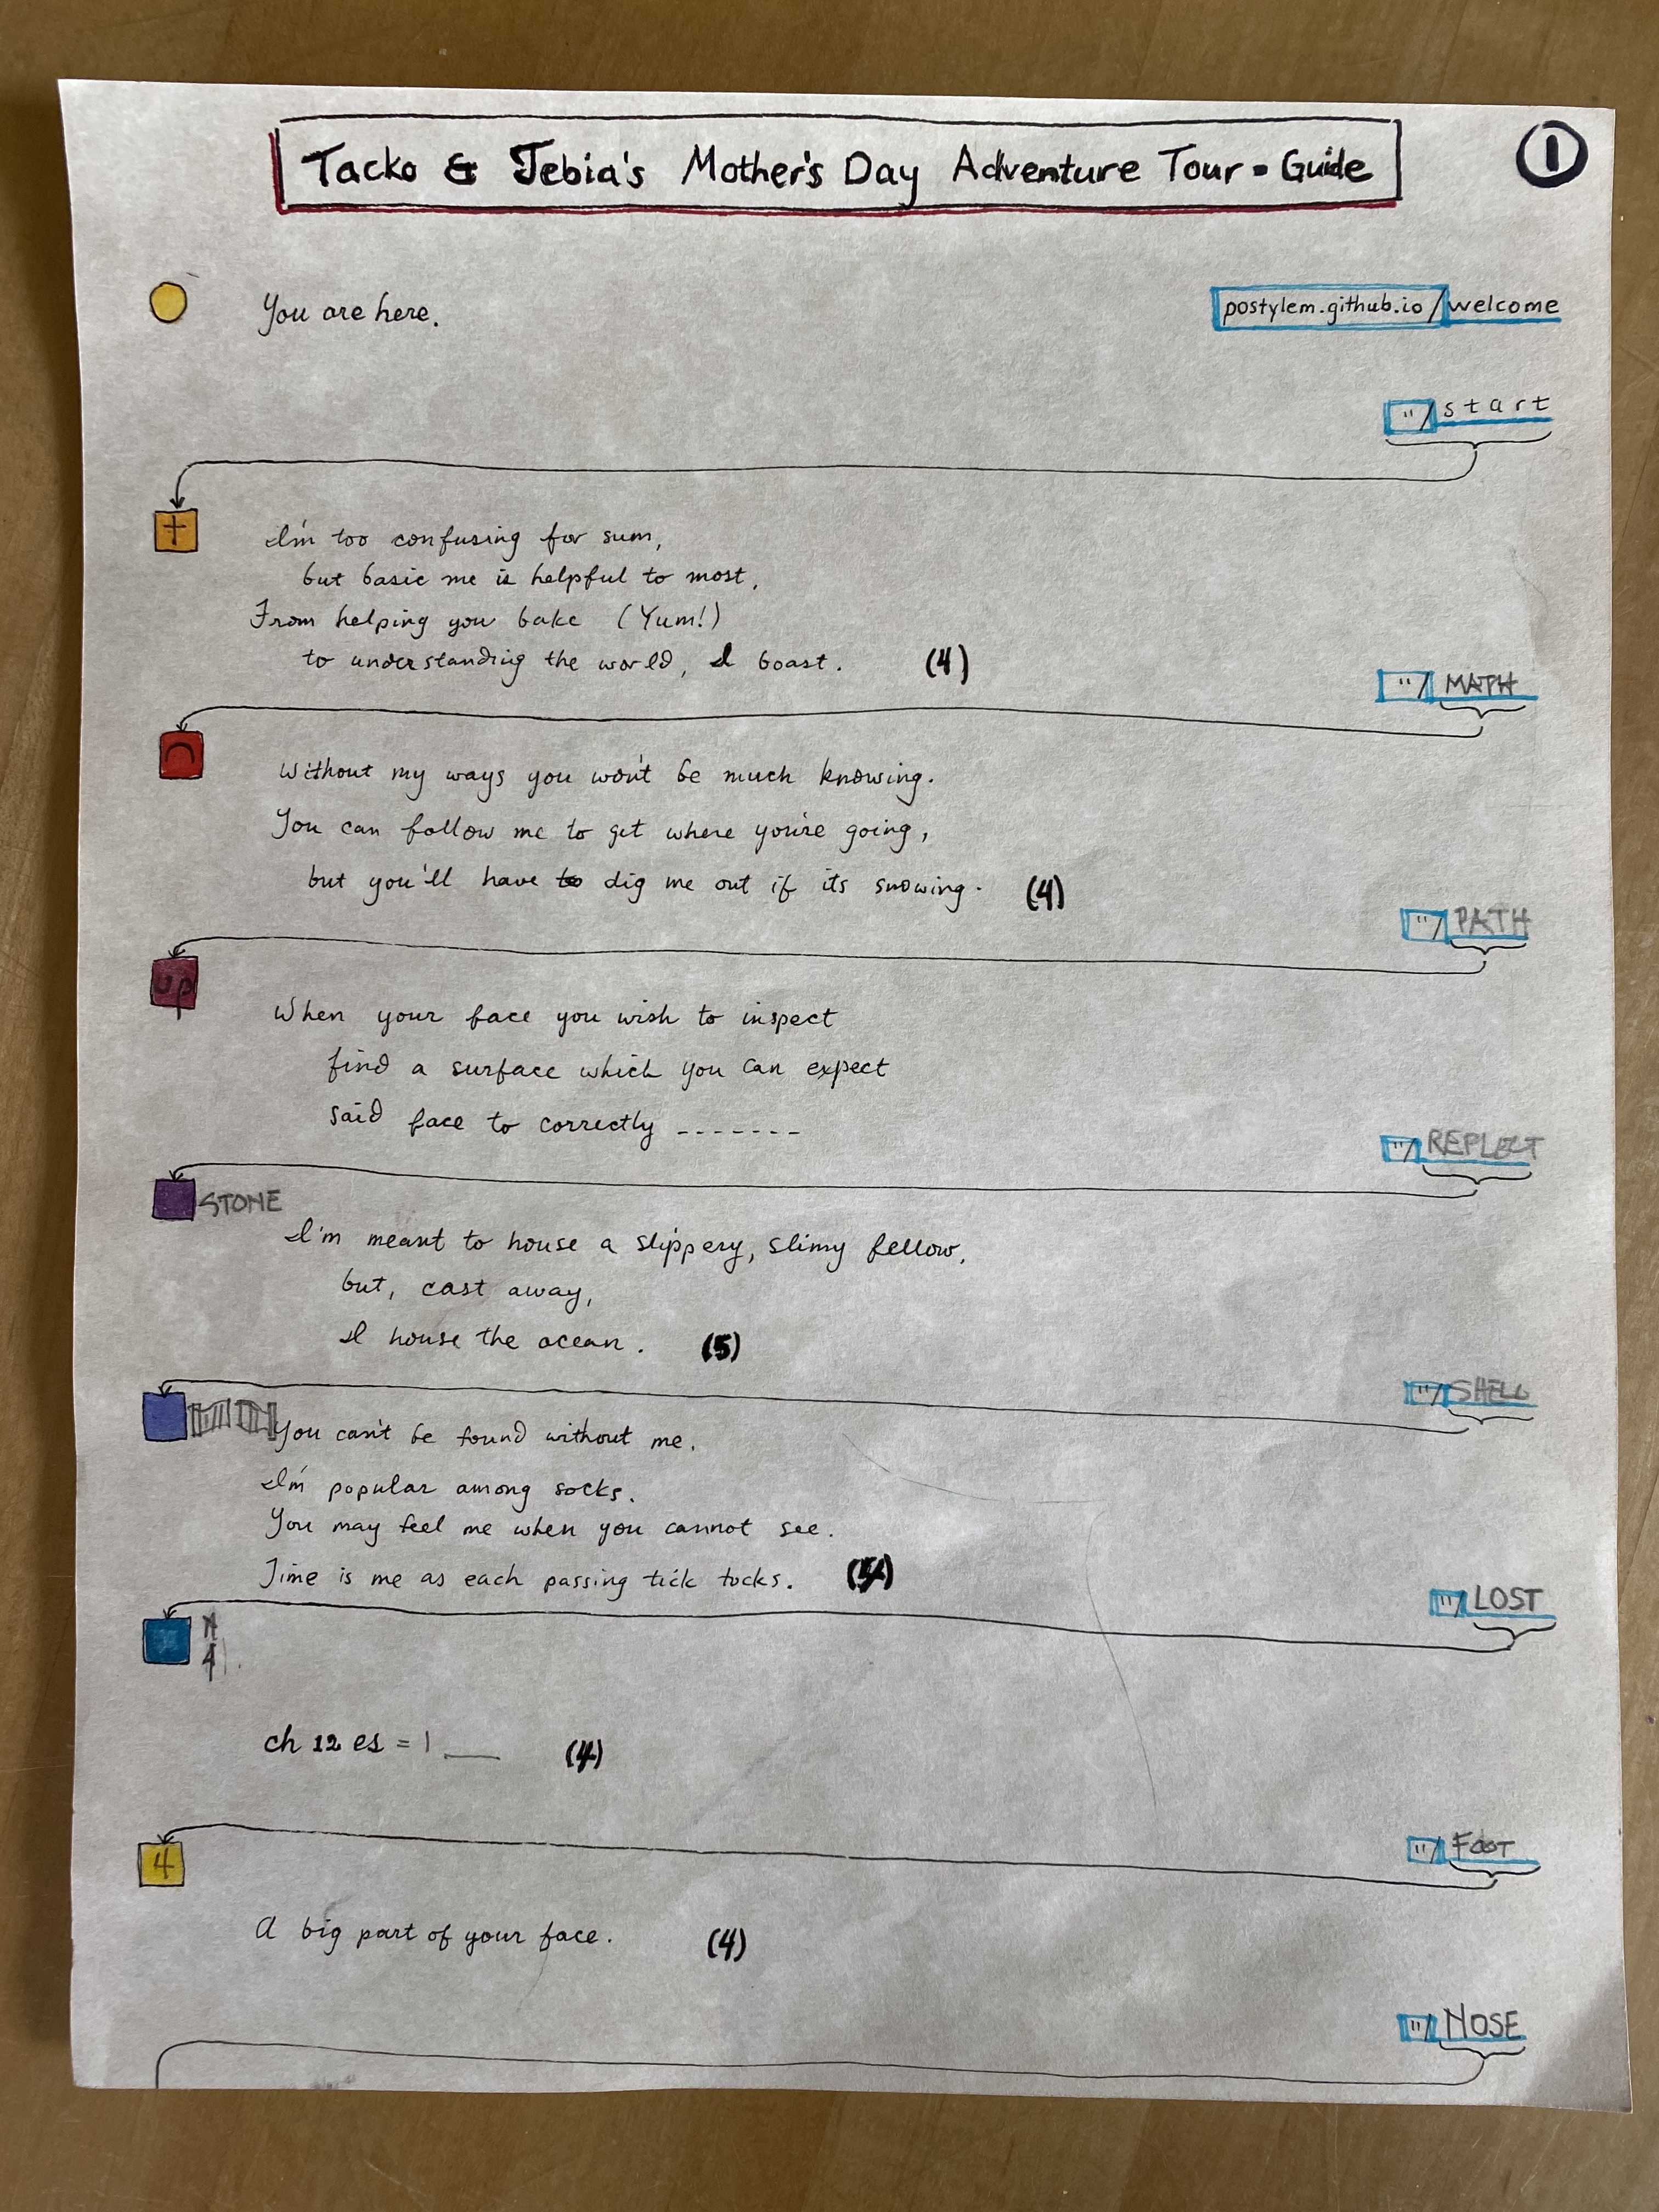 Tacko & Jebia's Mother's Day Adventure Tour-Guide
1
You are here.
postylem.github.io/welcome
"/start
+
I'm too confusing for sum,
but basic me is helpful to most,
From helping you bake (Yum!)
to understanding the world, I boast. (4)
"/MATH
Without my ways you won't be much knowing.
You can follow me to get where you're going,
but you'll have to dig me out if its snowing. (4)
"/PATH
up
When your face you wish to inspect
find a surface which you can expect
said face to correctly -------
"/REFLECT
STONE
I'm meant to house a slippery, slimy fellow,
but, cast away,
I house the ocean. (5)
"/SHELL
You can't be found without me.
I'm popular among socks.
You may feel me when you cannot see.
Time is me as each passing tick tocks.
"/LOST
ch 12 es = 1 __ (4)
"/FOOT
4
A big part of your face. (4)
"/NOSE